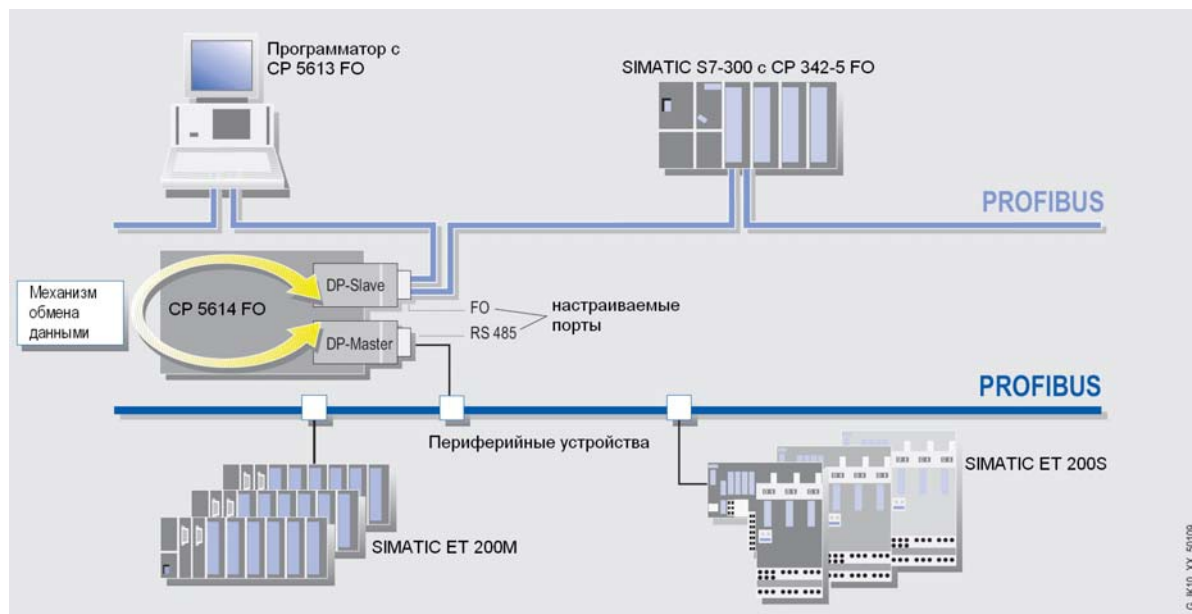 Программатор с
CP 5613 FO
SIMATIC S7-300 с CP 342-5 FO
PROFIBUS
Механизм
обмена
данными
CP 5614 FO
DP-Slave
DP-Master
FO
RS 485
настраиваемые
порты
PROFIBUS
Периферийные устройства
SIMATIC ET 200M
SIMATIC ET 200S
G_IK10_XX_50109